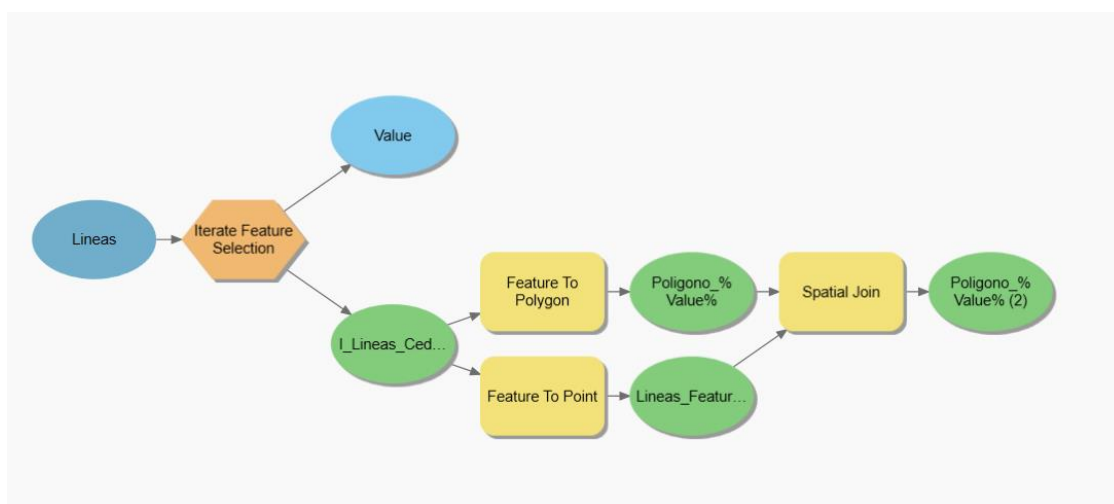 Value
Lineas
Iterate Feature
Selection
Feature To
Polygon
Poligono_%
Value%
Spatial Join
Poligono_%
Value% (2)
I_Lineas_Ced...
Feature To Point
Lineas_Featur...